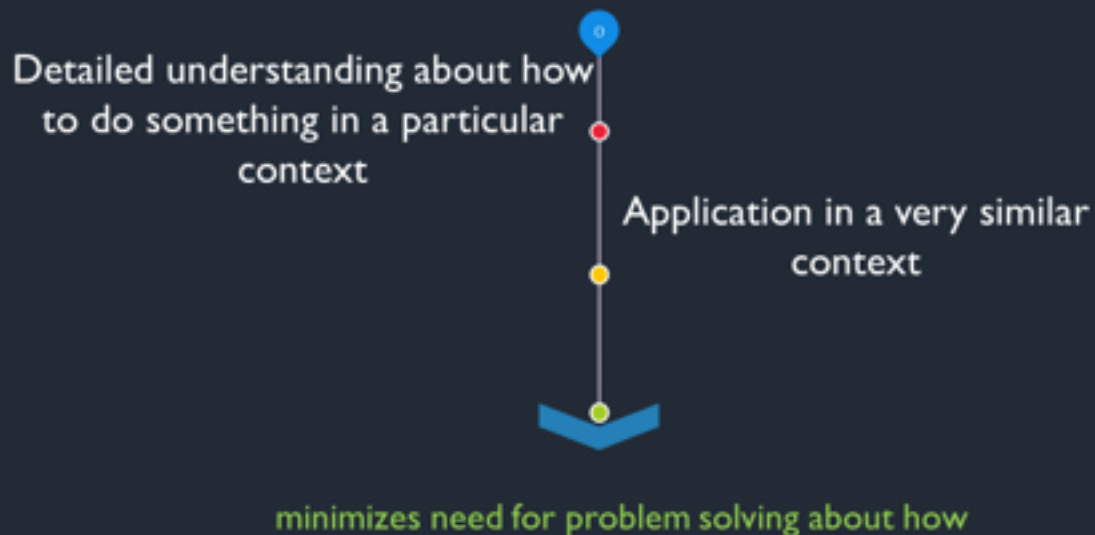 0
Detailed understanding about how
to do something in a particular
context
Application in a very similar
context
minimizes need for problem solving about how